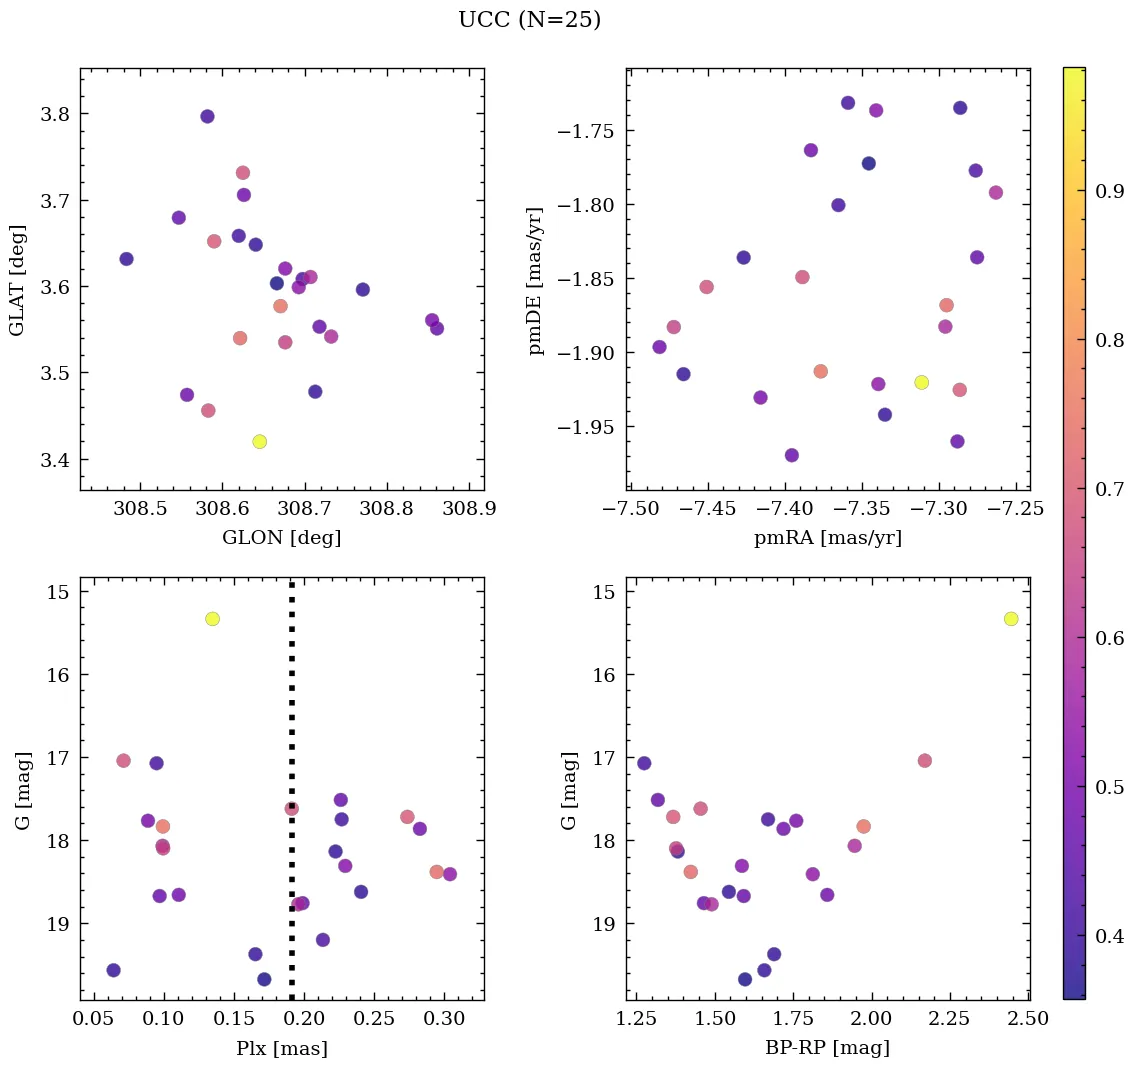 UCC (N=25)
3.8
3.7
3.6
3.5
3.4
GLAT [deg]
308.5 308.6 308.7 308.8 308.9
GLON [deg]
−1.75
−1.80
−1.85
−1.90
−1.95
pmDE [mas/yr]
−7.50 −7.45 −7.40 −7.35 −7.30 −7.25
pmRA [mas/yr]
15
16
17
18
19
G [mag]
0.05 0.10 0.15 0.20 0.25 0.30
Plx [mas]
15
16
17
18
19
G [mag]
1.25 1.50 1.75 2.00 2.25 2.50
BP-RP [mag]
0.9
0.8
0.7
0.6
0.5
0.4